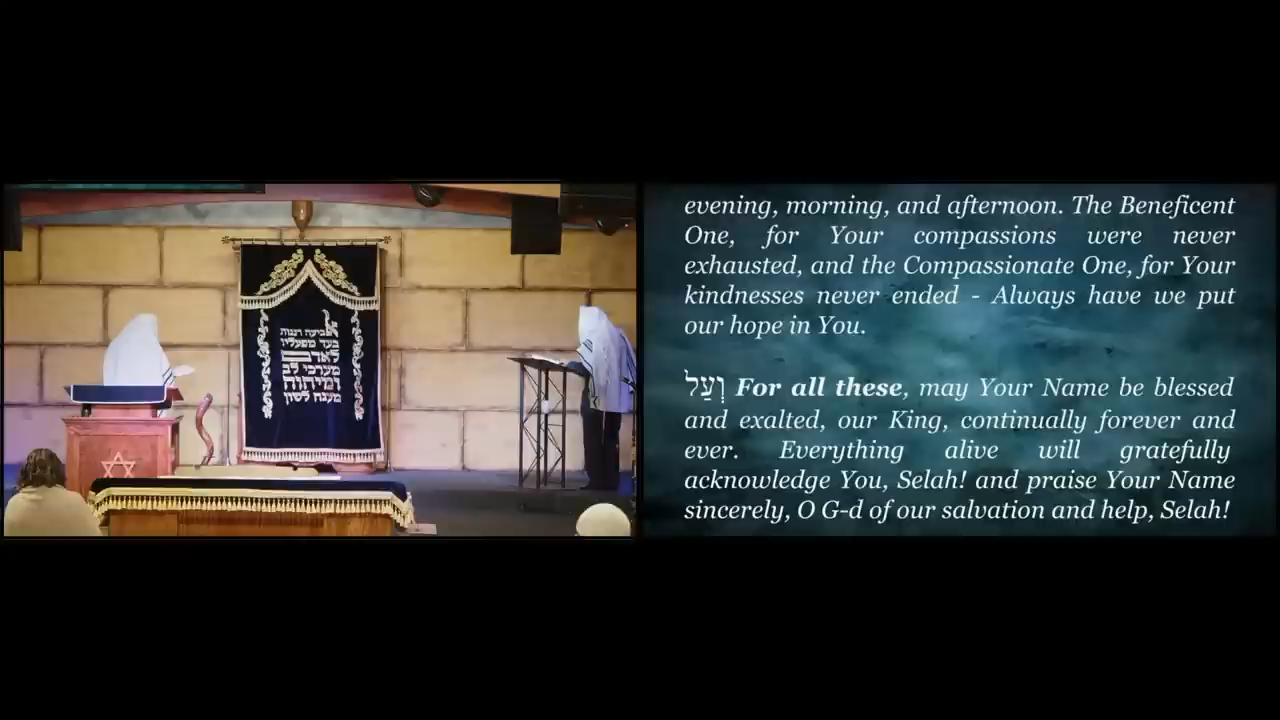 evening, morning, and afternoon. The Beneficent
One, for Your compassions were never
exhausted, and the Compassionate One, for Your
kindnesses never ended - Always have we put
our hope in You.
וְעַל For all these, may Your Name be blessed
and exalted, our King, continually forever and
ever. Everything alive will gratefully
acknowledge You, Selah! and praise Your Name
sincerely, O G-d of our salvation and help, Selah!